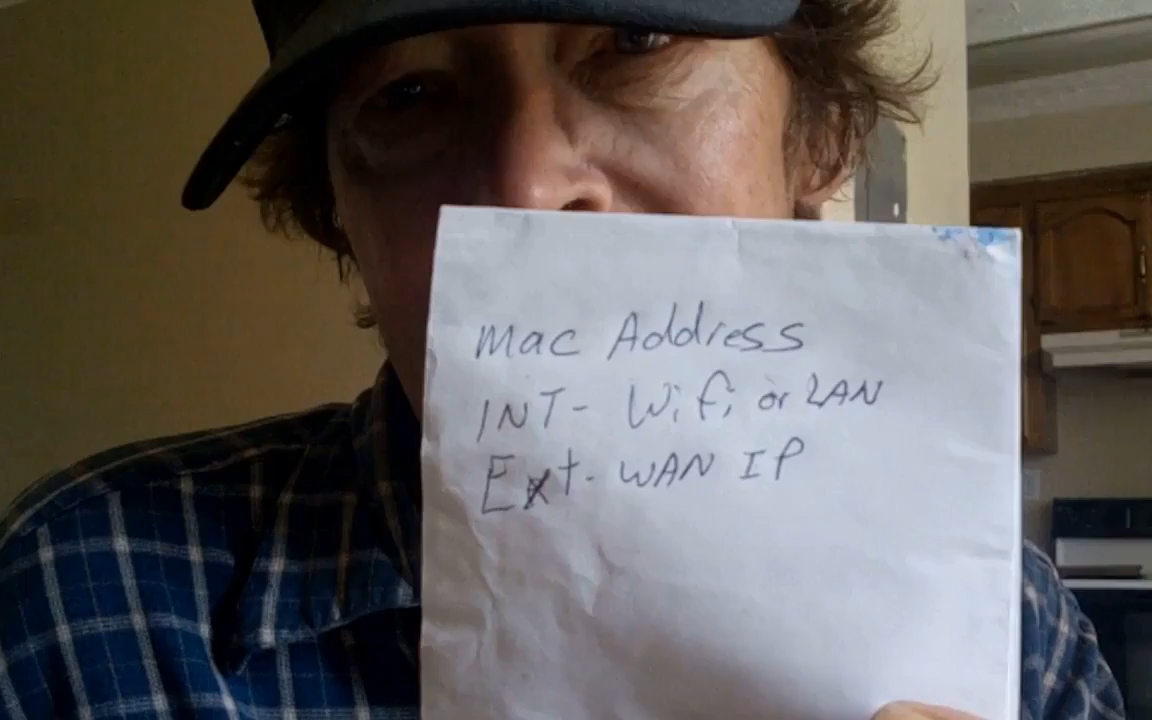 Mac Address
INT- Wifi or LAN
Ext- WAN IP